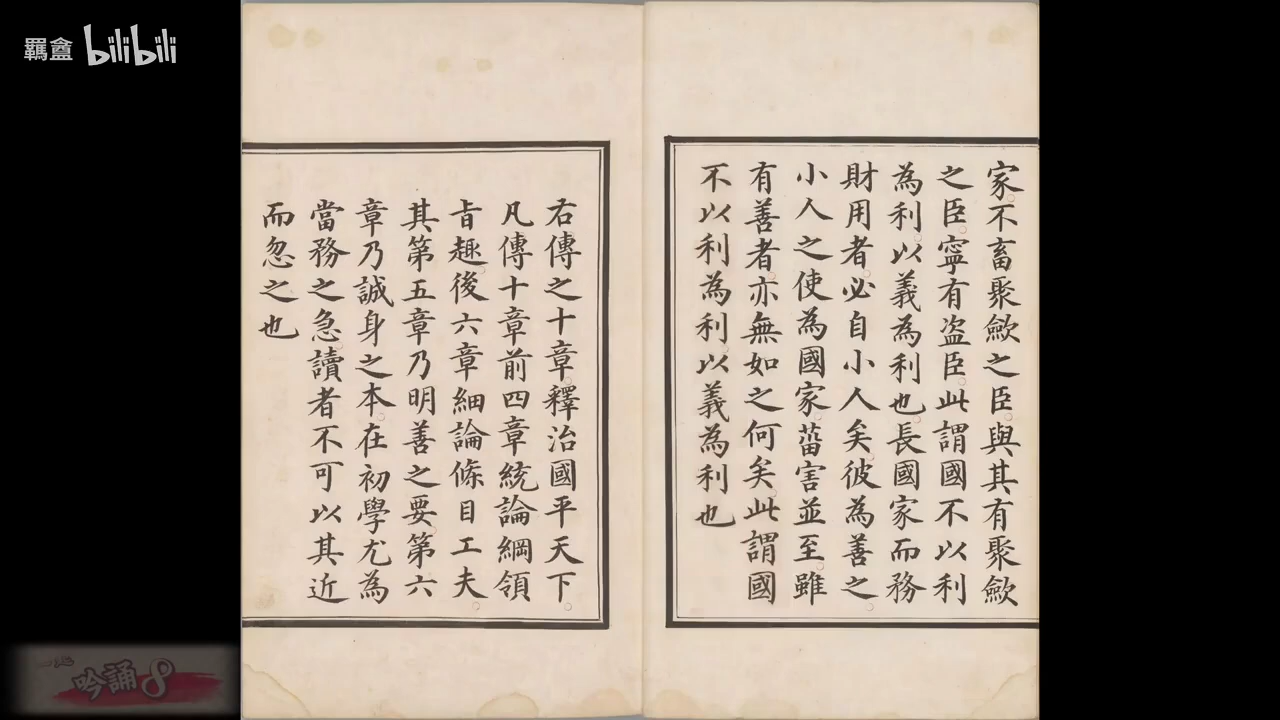 羈盦 bilibili
家不畜聚斂之臣與其有聚斂
之臣寧有盗臣此謂國不以利
為利以義為利也長國家而務
財用者必自小人矣彼為善之
小人之使為國家菑害並至雖
有善者亦無如之何矣此謂國
不以利為利以義為利也
右傳之十章釋治國平天下
凡傳十章前四章統論綱領
㫖趣後六章細論條目工夫
其第五章乃明善之要第六
章乃誠身之本在初學尤為
當務之急讀者不可以其近
而忽之也
吟誦8